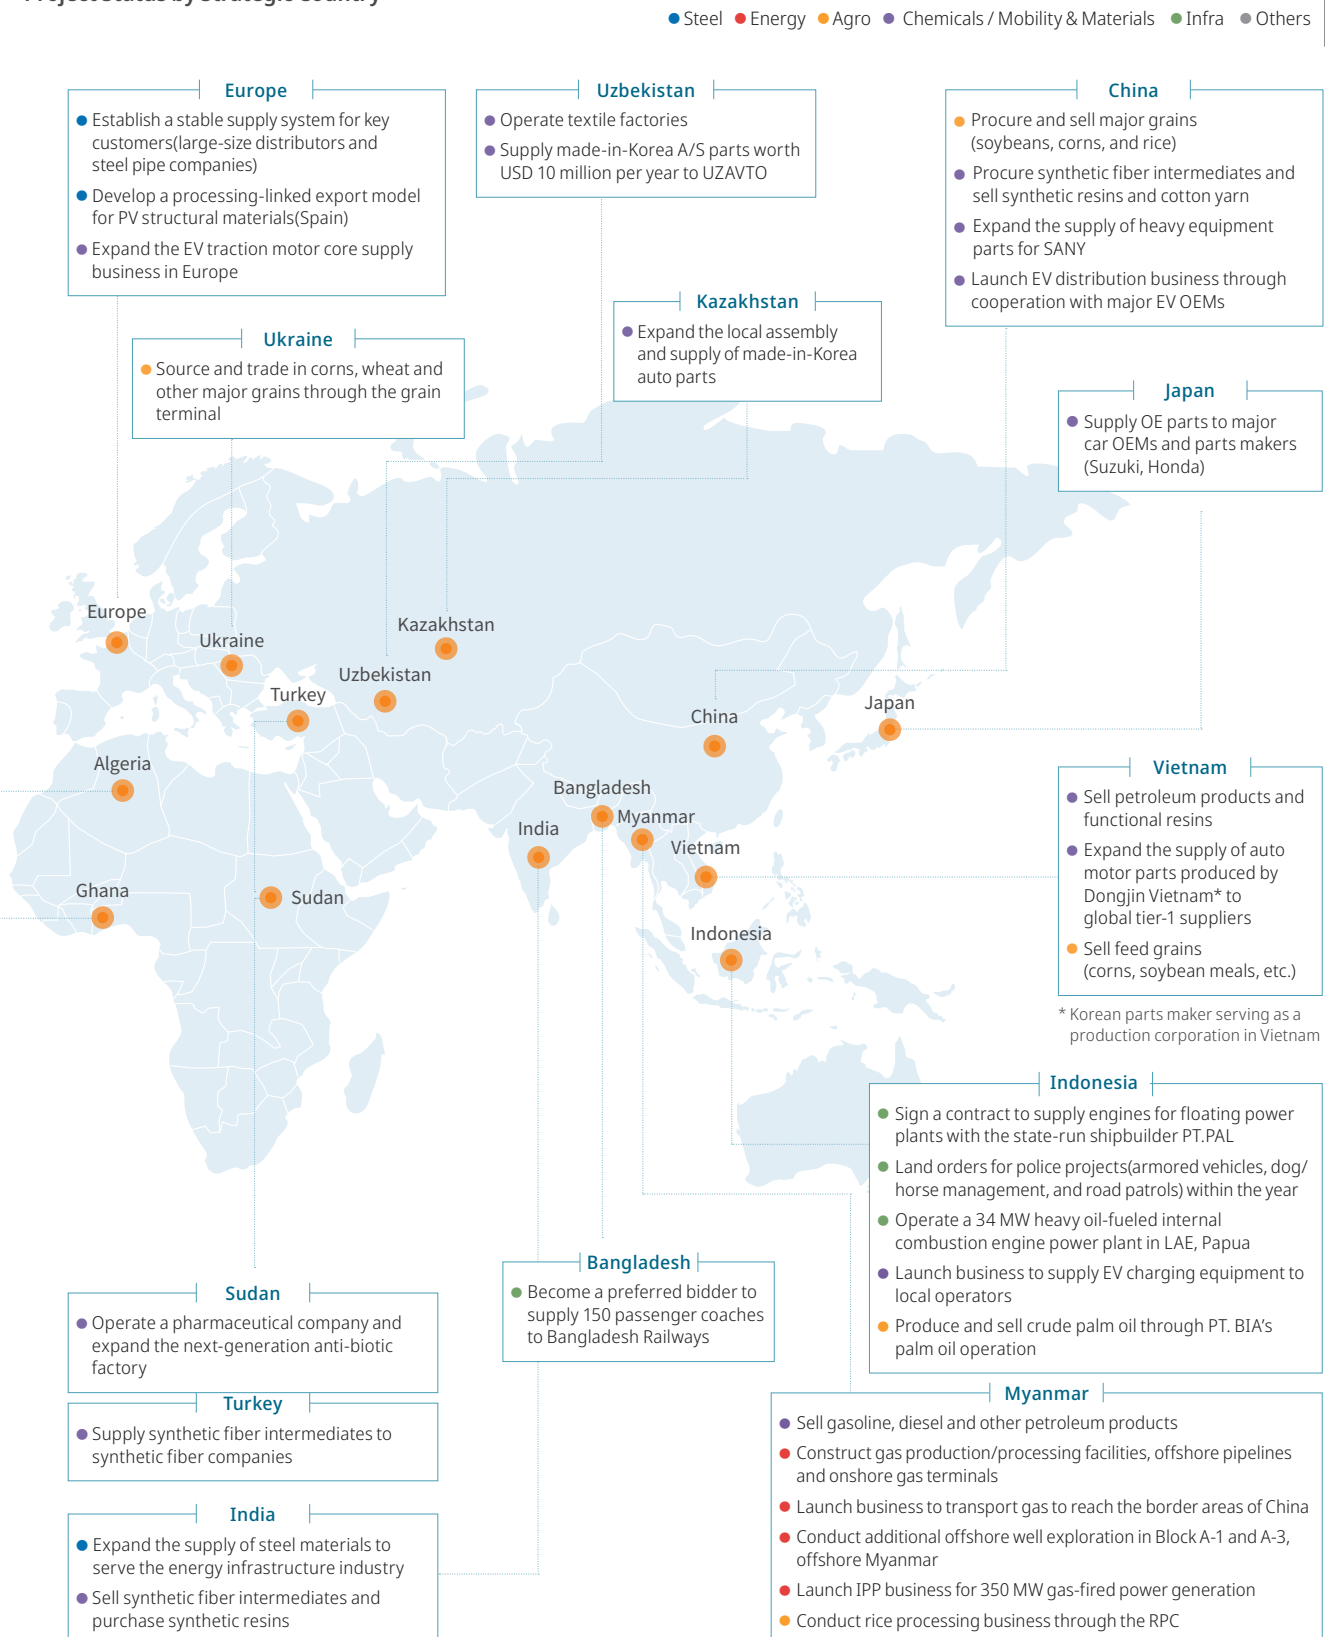 Project Status by Strategic Country
Steel Energy Agro Chemicals / Mobility & Materials Infra Others
Europe
Establish a stable supply system for key
customers(large-size distributors and
steel pipe companies)
Develop a processing-linked export model
for PV structural materials(Spain)
Expand the EV traction motor core supply
business in Europe
Uzbekistan
Operate textile factories
Supply made-in-Korea A/S parts worth
USD 10 million per year to UZAVTO
China
Procure and sell major grains
(soybeans, corns, and rice)
Procure synthetic fiber intermediates and
sell synthetic resins and cotton yarn
Expand the supply of heavy equipment
parts for SANY
Launch EV distribution business through
cooperation with major EV OEMs
Kazakhstan
Expand the local assembly
and supply of made-in-Korea
auto parts
Ukraine
Source and trade in corns, wheat and
other major grains through the grain
terminal
Japan
Supply OE parts to major
car OEMs and parts makers
(Suzuki, Honda)
Europe
Ukraine
Kazakhstan
Uzbekistan
Turkey
China
Japan
Algeria
Bangladesh
Myanmar
India
Vietnam
Ghana
Sudan
Indonesia
Vietnam
Sell petroleum products and
functional resins
Expand the supply of auto
motor parts produced by
Dongjin Vietnam* to
global tier-1 suppliers
Sell feed grains
(corns, soybean meals, etc.)
* Korean parts maker serving as a
production corporation in Vietnam
Indonesia
Sign a contract to supply engines for floating power
plants with the state-run shipbuilder PT.PAL
Land orders for police projects(armored vehicles, dog/
horse management, and road patrols) within the year
Operate a 34 MW heavy oil-fueled internal
combustion engine power plant in LAE, Papua
Launch business to supply EV charging equipment to
local operators
Produce and sell crude palm oil through PT. BIA's
palm oil operation
Bangladesh
Become a preferred bidder to
supply 150 passenger coaches
to Bangladesh Railways
Sudan
Operate a pharmaceutical company and
expand the next-generation anti-biotic
factory
Turkey
Supply synthetic fiber intermediates to
synthetic fiber companies
India
Expand the supply of steel materials to
serve the energy infrastructure industry
Sell synthetic fiber intermediates and
purchase synthetic resins
Myanmar
Sell gasoline, diesel and other petroleum products
Construct gas production/processing facilities, offshore pipelines
and onshore gas terminals
Launch business to transport gas to reach the border areas of China
Conduct additional offshore well exploration in Block A-1 and A-3,
offshore Myanmar
Launch IPP business for 350 MW gas-fired power generation
Conduct rice processing business through the RPC